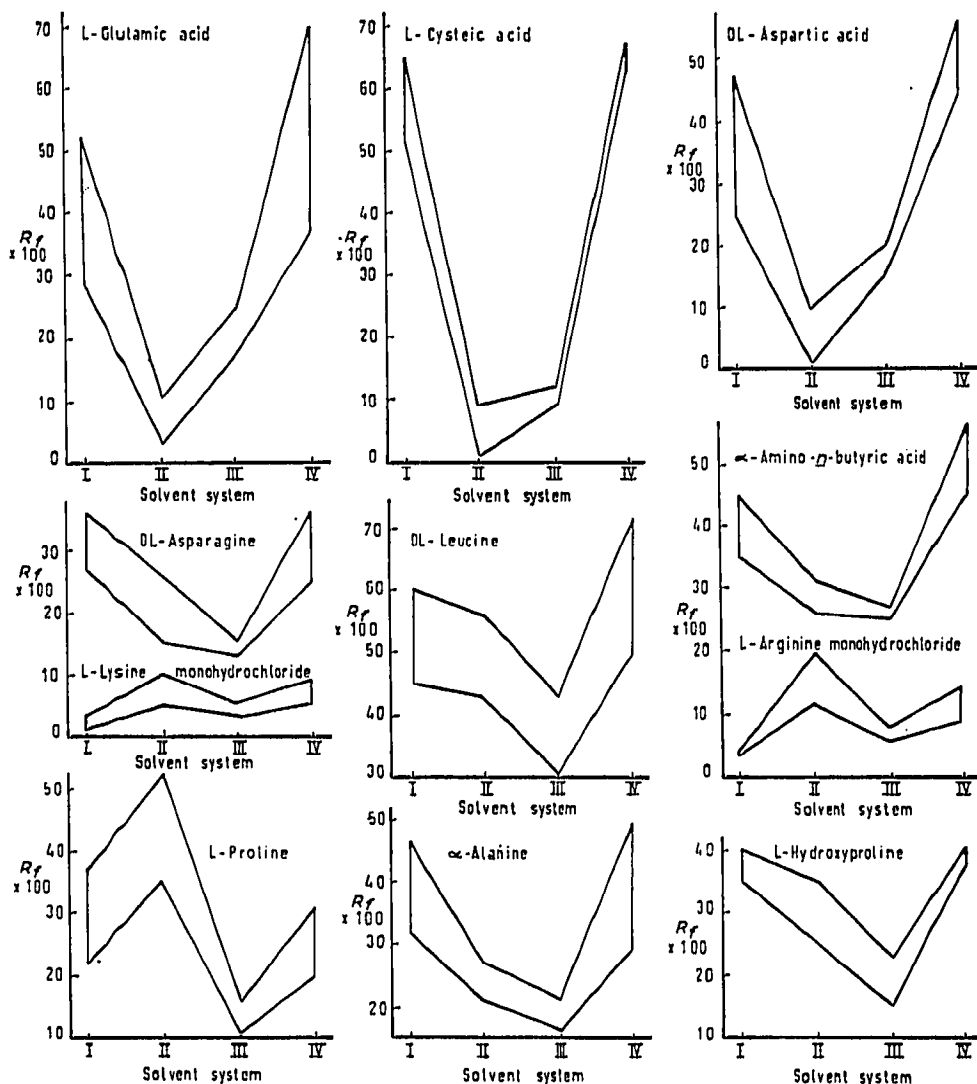 L-Glutamic acid
70
60
50
40
Rf
× 100
30
20
10
0
I II III IV
Solvent system
L-Cysteic acid
70
60
50
40
Rf
× 100
30
20
10
0
I II III IV
Solvent system
DL-Aspartic acid
50
40
Rf
× 100
30
20
10
0
I II III IV
Solvent system
DL-Asparagine
30
Rf
× 100
20
L-Lysine monohydrochloride
10
0
I II III IV
Solvent system
DL-Leucine
70
60
Rf
× 100
50
40
30
I II III IV
Solvent system
α-Amino-n-butyric acid
50
40
30
Rf
× 100
L-Arginine monohydrochloride
20
10
0
I II III IV
Solvent system
L-Proline
50
40
Rf
× 100
30
20
10
I II III IV
Solvent system
α-Alanine
50
40
Rf
× 100
30
20
I II III IV
Solvent system
L-Hydroxyproline
40
30
Rf
× 100
20
10
I II III IV
Solvent system